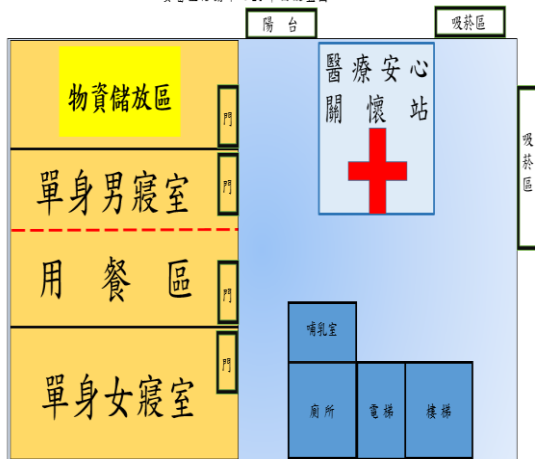 陽台
吸菸區
物資儲放區
門
醫療安心
關懷站
吸菸區
單身男寢室
門
用餐區
門
單身女寢室
門
哺乳室
廁所
電梯
樓梯